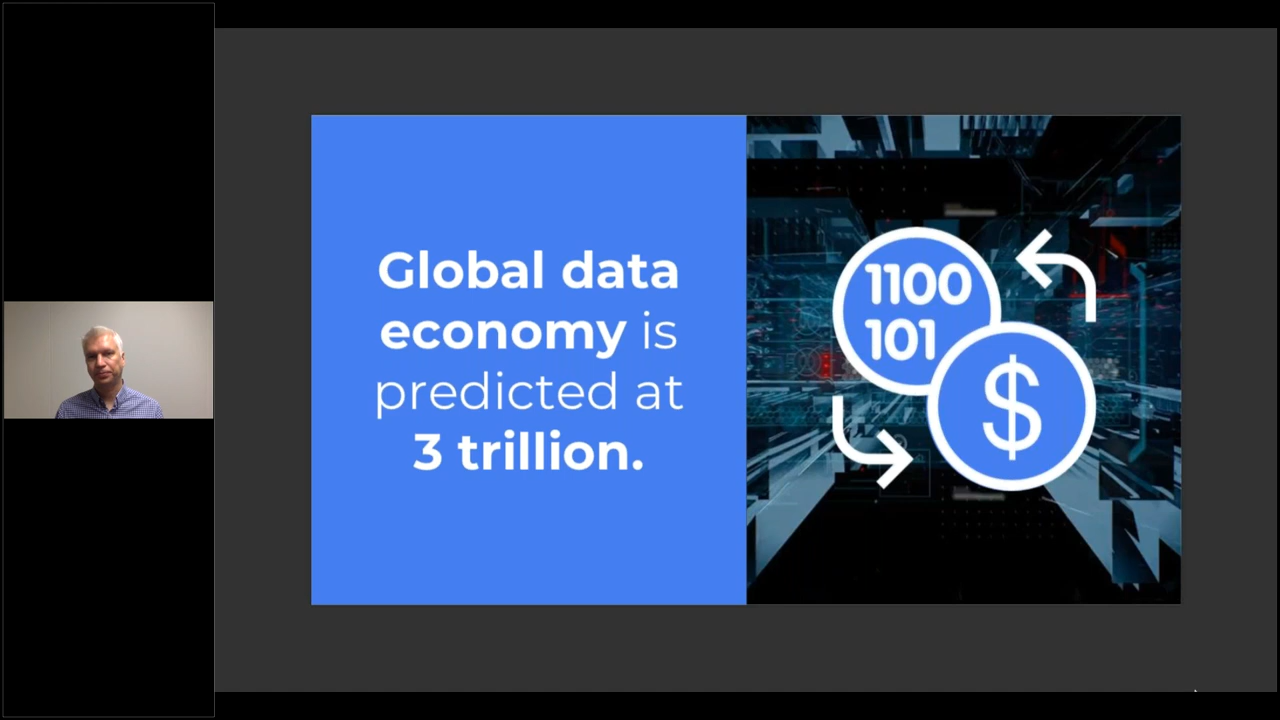 Global data
economy is
predicted at
3 trillion.
1100
101
$